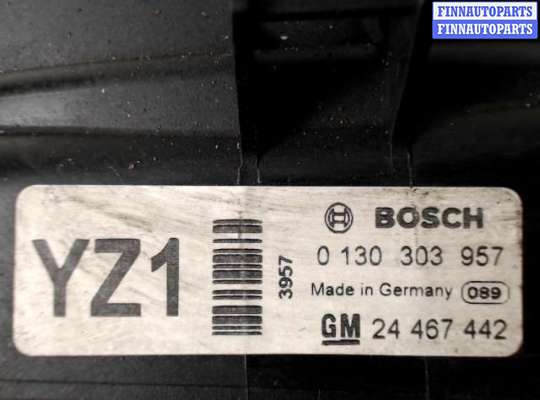 FINNAUTOPARTS
FINNAUTOPARTS
YZ1
3957
BOSCH
0 130 303 957
Made in Germany 089
GM 24 467 442